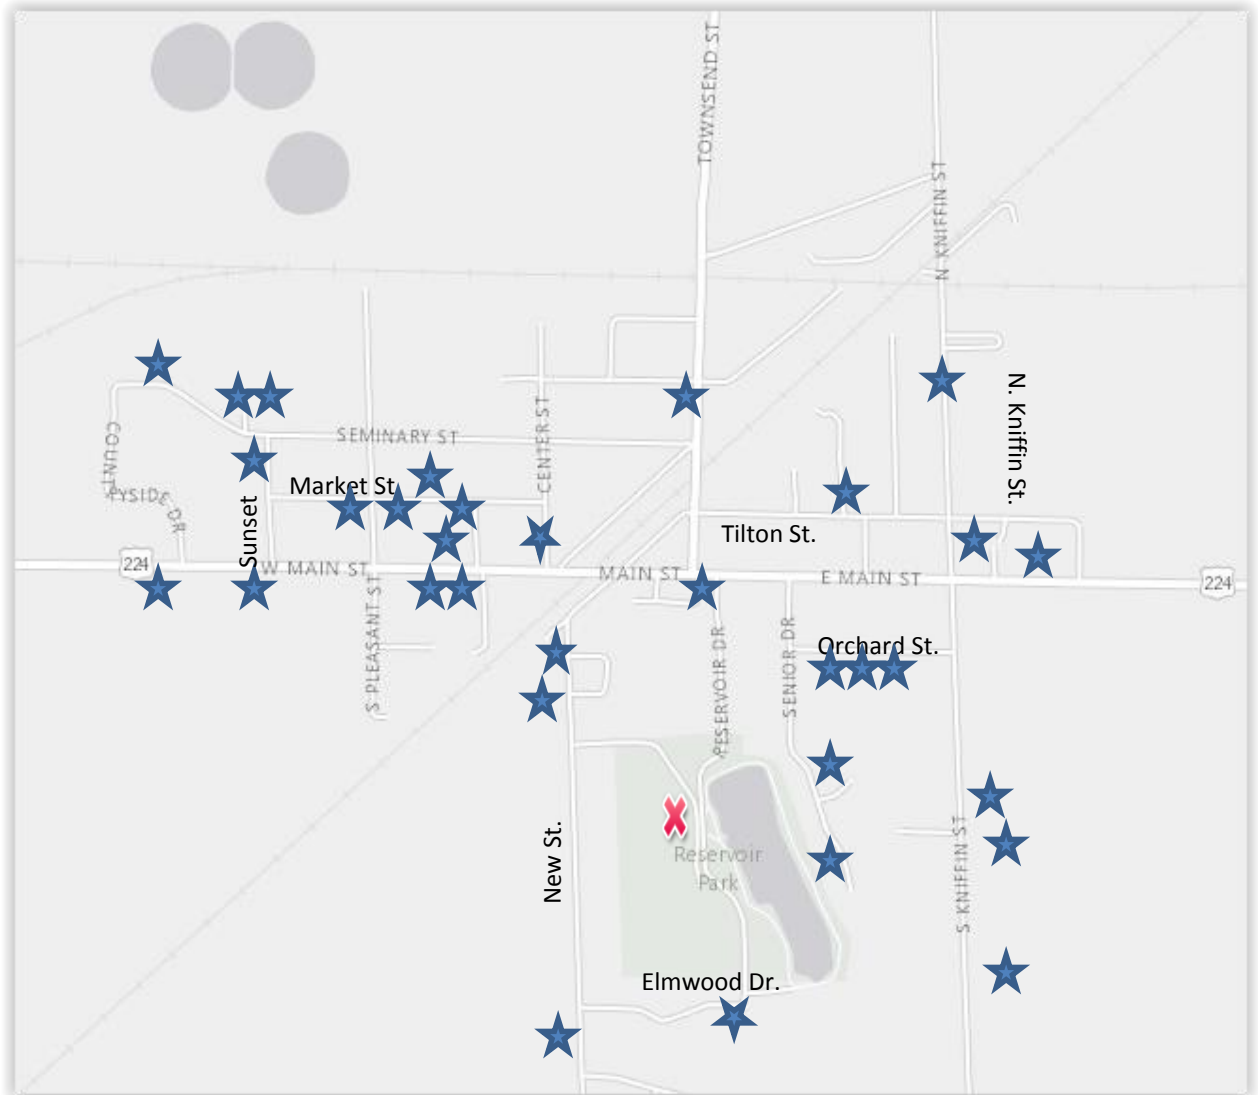 TOWNSEND ST
N KNIFFIN ST
N. Kniffin St.
SEMINARY ST
CENTER ST
COUNT
RYSIDE DR
Market St.
Sunset
Tilton St.
224
W MAIN ST
MAIN ST
E MAIN ST
224
S PLEASANT ST
RESERVOIR DR
SENIOR DR
Orchard St.
New St.
Reservoir
Park
S KNIFFIN ST
Elmwood Dr.